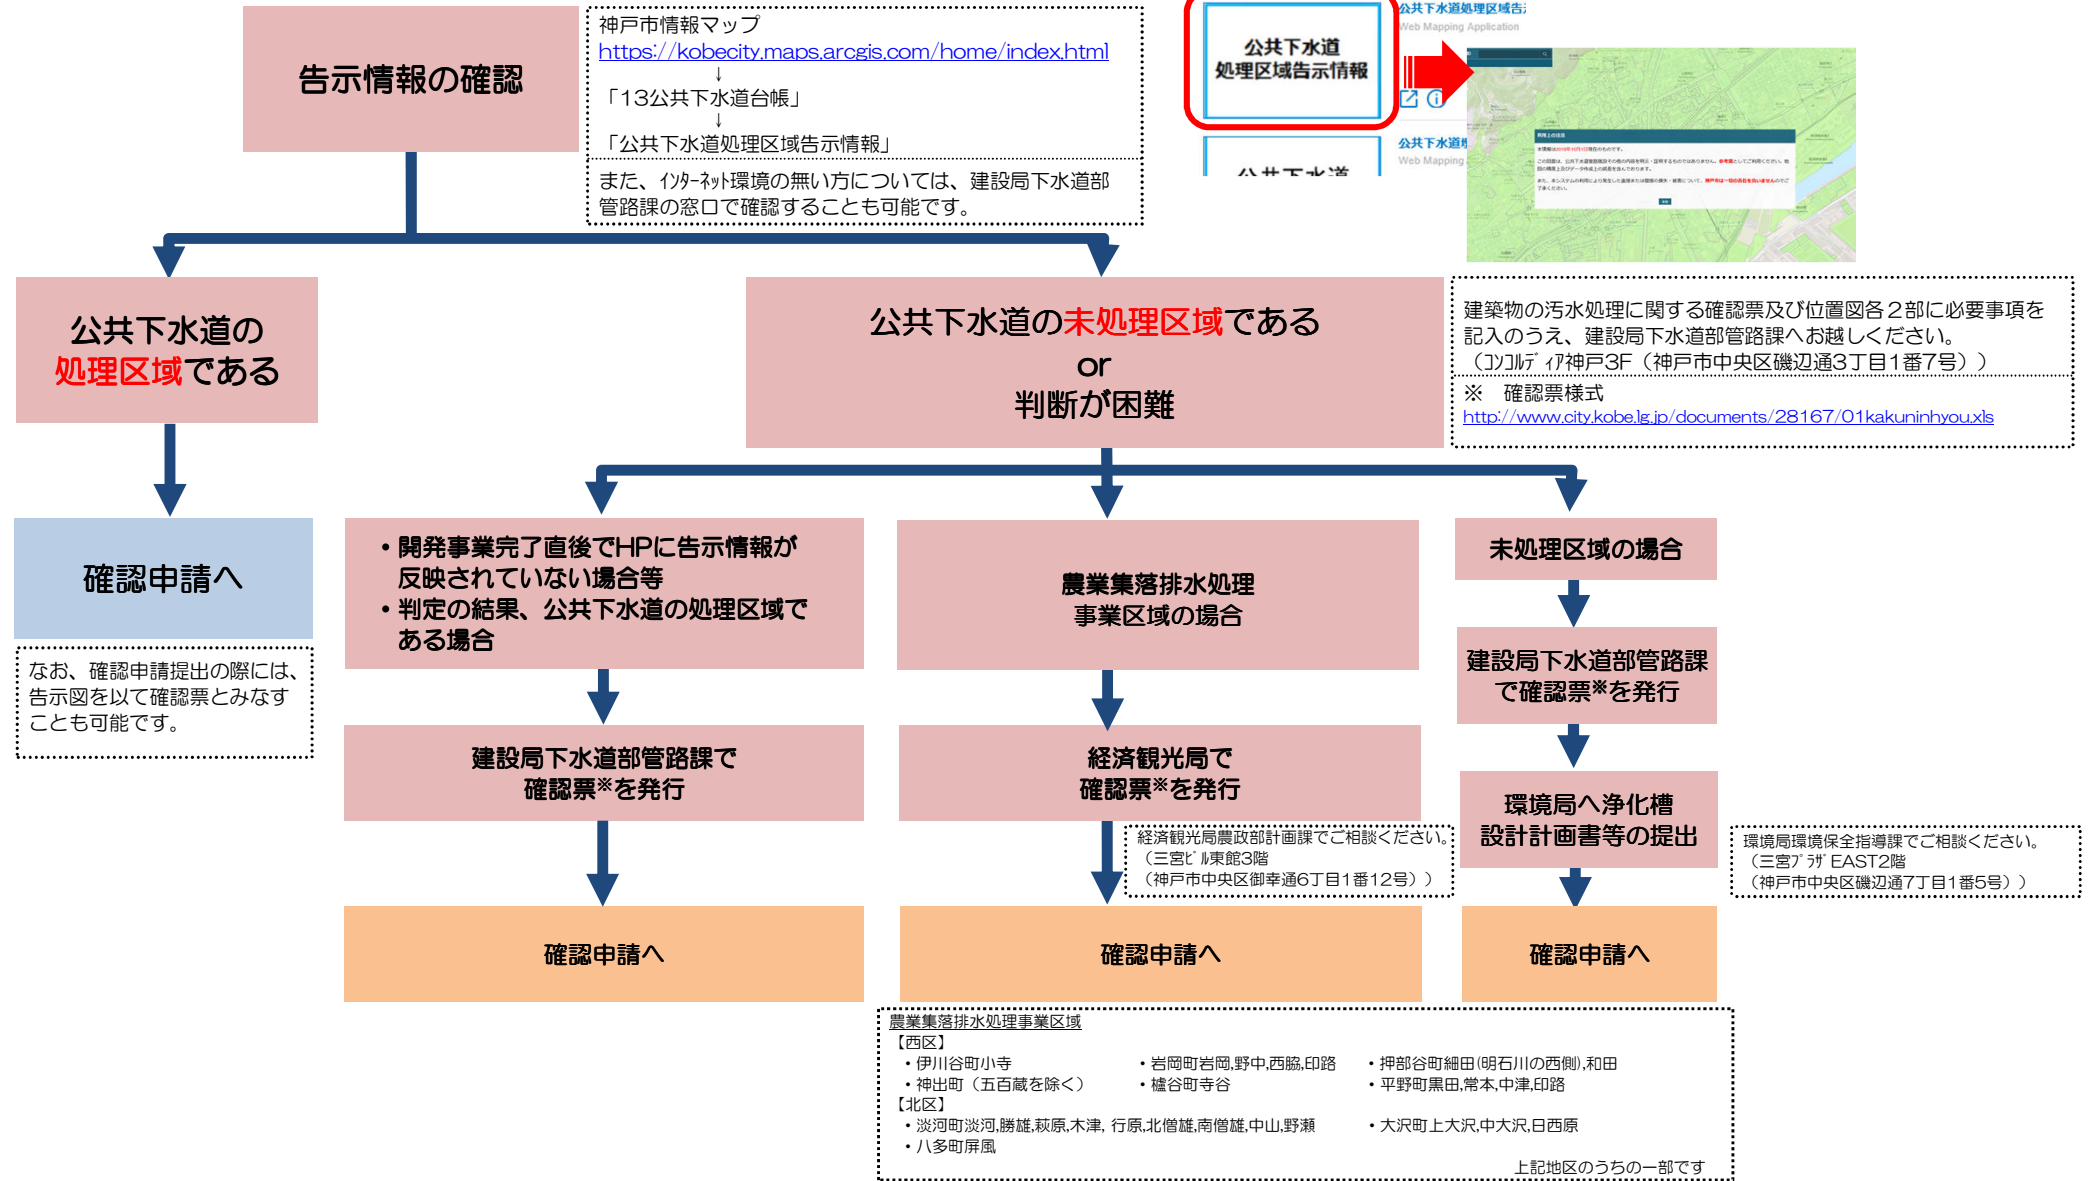 告示情報の確認
神戸市情報マップ
https://kobecity.maps.arcgis.com/home/index.html
↓
「13公共下水道台帳」
↓
「公共下水道処理区域告示情報」
また、ｲﾝﾀｰﾈｯﾄ環境の無い方については、建設局下水道部
管路課の窓口で確認することも可能です。
公共下水道
処理区域告示情報
公共下水道処理区域告
Web Mapping Application
公共下水道
Web Mapping
公共下水道
利用上の注意
公共下水道の
処理区域である
公共下水道の未処理区域である
or
判断が困難
建築物の汚水処理に関する確認票及び位置図各２部に必要事項を
記入のうえ、建設局下水道部管路課へお越しください。
（ｺﾝｺﾙﾃﾞｨｱ神戸3F（神戸市中央区磯辺通3丁目1番7号））
※　確認票様式
http://www.city.kobe.lg.jp/documents/28167/01kakuninhyou.xls
確認申請へ
なお、確認申請提出の際には、
告示図を以て確認票とみなす
ことも可能です。
・開発事業完了直後でHPに告示情報が
反映されていない場合等
・判定の結果、公共下水道の処理区域で
ある場合
農業集落排水処理
事業区域の場合
未処理区域の場合
建設局下水道部管路課
で確認票※を発行
建設局下水道部管路課で
確認票※を発行
経済観光局で
確認票※を発行
環境局へ浄化槽
設計計画書等の提出
経済観光局農政部計画課でご相談ください。
（三宮ﾋﾞﾙ東館3階
（神戸市中央区御幸通6丁目1番12号））
環境局環境保全指導課でご相談ください。
（三宮ﾌﾟﾗｻﾞEAST2階
（神戸市中央区磯辺通7丁目1番5号））
確認申請へ
確認申請へ
確認申請へ
農業集落排水処理事業区域
【西区】
・伊川谷町小寺　・岩岡町岩岡,野中,西脇,印路　・押部谷町細田(明石川の西側),和田
・神出町（五百蔵を除く）　・櫨谷町寺谷　・平野町黒田,常本,中津,印路
【北区】
・淡河町淡河,勝雄,萩原,木津, 行原,北僧雄,南僧雄,中山,野瀬　・大沢町上大沢,中大沢,日西原
・八多町屏風
上記地区のうちの一部です